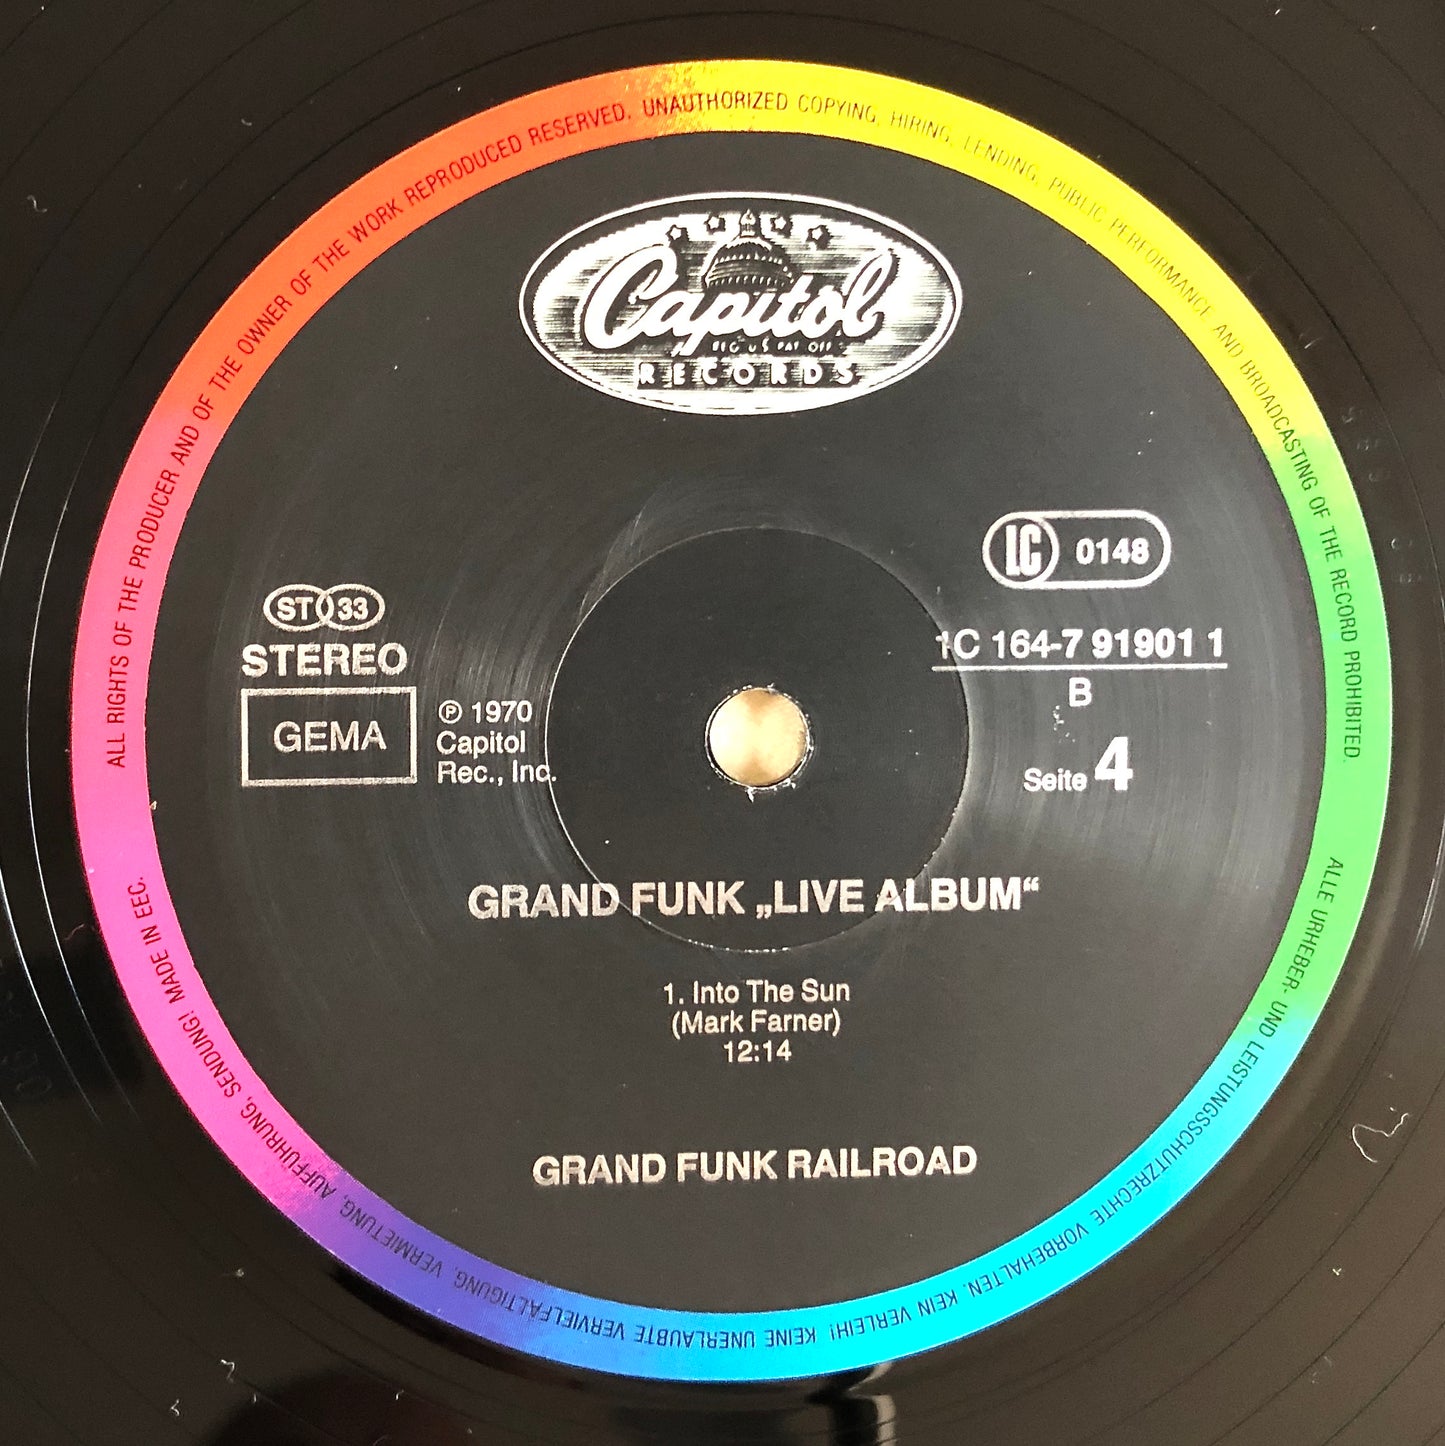 ALL RIGHTS OF THE PRODUCER AND OF THE OWNER OF THE WORK REPRODUCED RESERVED. UNAUTHORIZED COPYING, HIRING, LENDING, PUBLIC PERFORMANCE AND BROADCASTING OF THE RECORD PROHIBITED.
Capitol
REG US PAT OFF
RECORDS
LC 0148
ST 33
STEREO
GEMA
℗ 1970
Capitol
Rec., Inc.
1C 164-7 91901 1
B
Seite 4
GRAND FUNK „LIVE ALBUM“
1. Into The Sun
(Mark Farner)
12:14
GRAND FUNK RAILROAD
ALLE URHEBER- UND LEISTUNGSSCHUTZRECHTE VORBEHALTEN. KEIN VERLEIH! KEINE UNERLAUBTE VERVIELFÄLTIGUNG, VERMIETUNG, AUFFÜHRUNG, SENDUNG! MADE IN EEC.